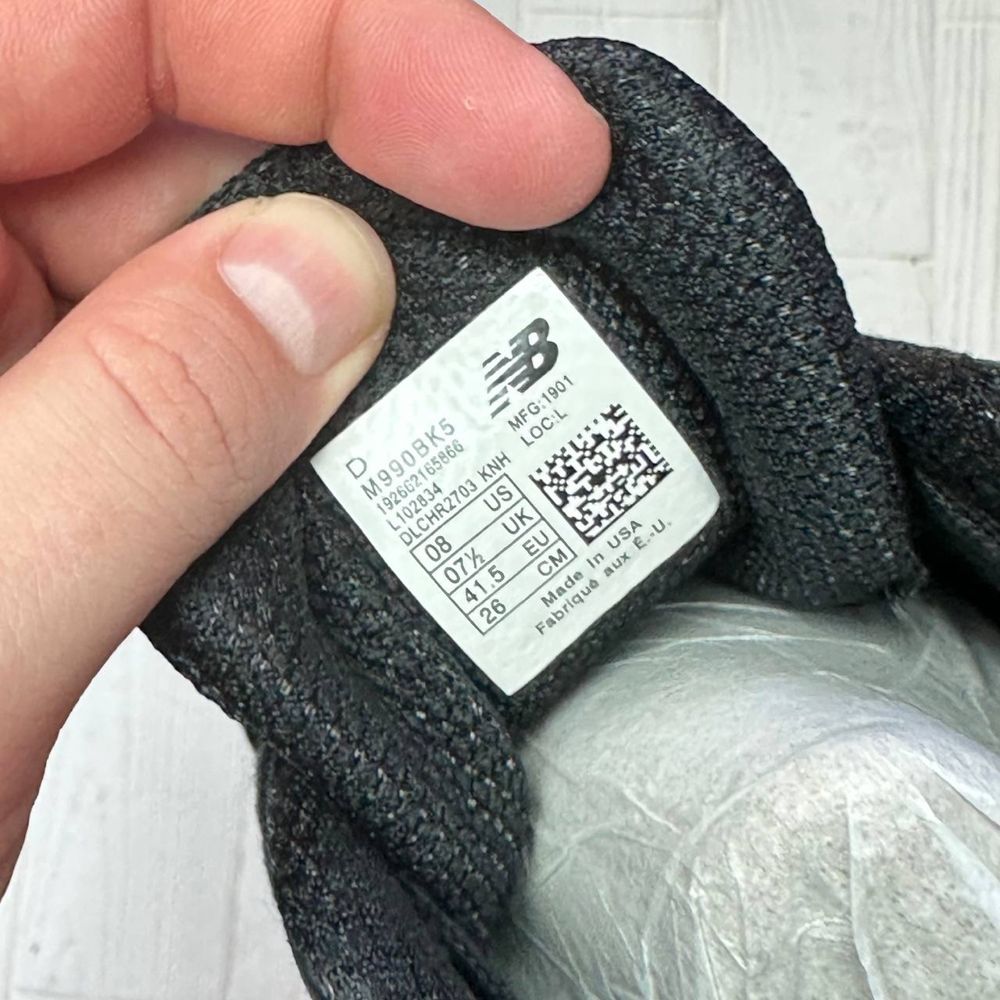 NB
MFG:1901
LOC:L
D
M990BK5
192662165866
L102834
DLCHR2703 KNH
08 US
07½ UK
41.5 EU
26 CM
Made In USA
Fabriqué aux É.-U.